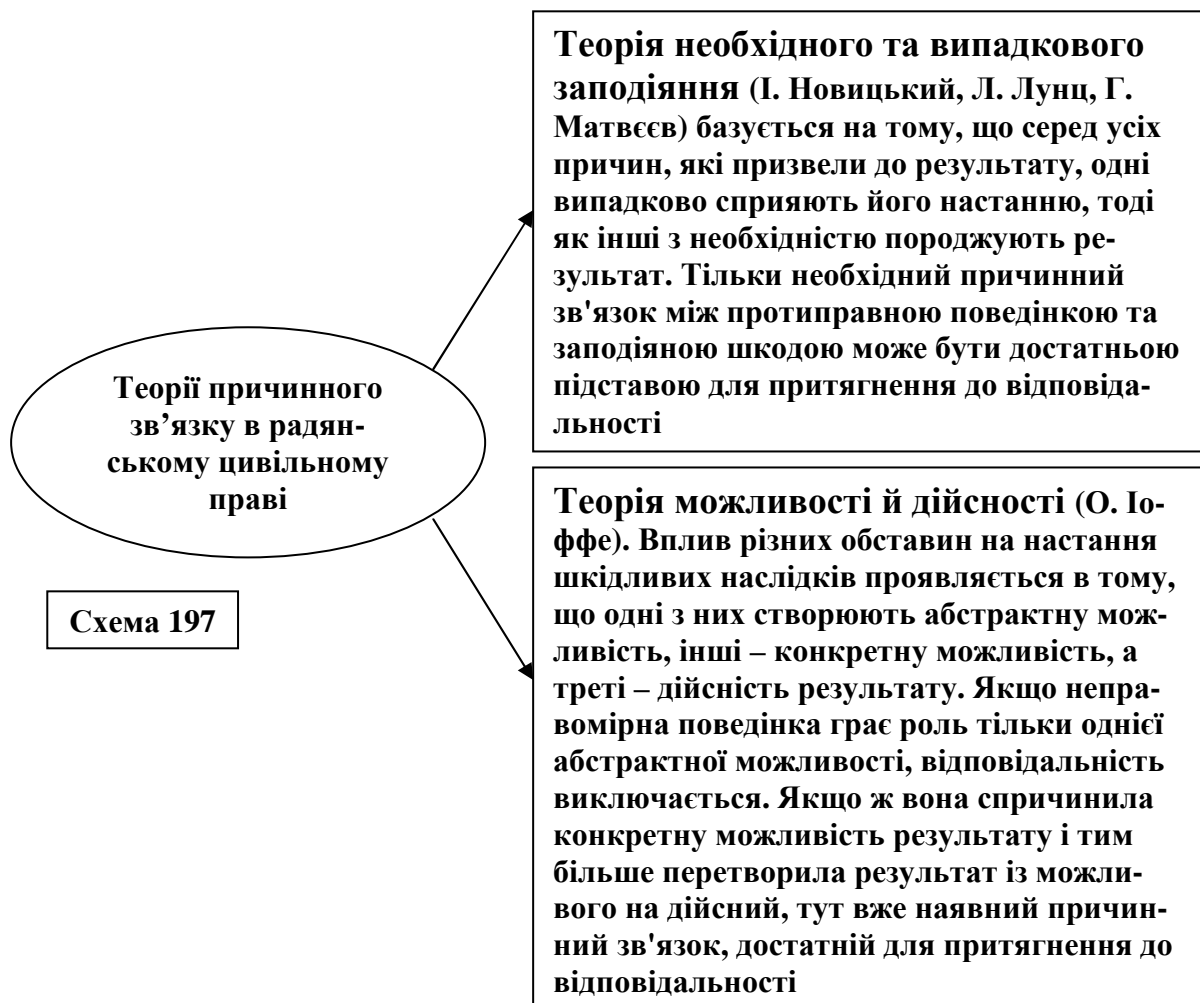 Теорія необхідного та випадкового
заподіяння (І. Новицький, Л. Лунц, Г.
Матвєєв) базується на тому, що серед усіх
причин, які призвели до результату, одні
випадково сприяють його настанню, тоді
як інші з необхідністю породжують ре-
зультат. Тільки необхідний причинний
зв'язок між протиправною поведінкою та
заподіяною шкодою може бути достатньою
підставою для притягнення до відповіда-
льності
Теорії причинного
зв’язку в радян-
ському цивільному
праві
Схема 197
Теорія можливості й дійсності (О. Іо-
ффе). Вплив різних обставин на настання
шкідливих наслідків проявляється в тому,
що одні з них створюють абстрактну мож-
ливість, інші – конкретну можливість, а
треті – дійсність результату. Якщо непра-
вомірна поведінка грає роль тільки однієї
абстрактної можливості, відповідальність
виключається. Якщо ж вона спричинила
конкретну можливість результату і тим
більше перетворила результат із можли-
вого на дійсний, тут вже наявний причин-
ний зв'язок, достатній для притягнення до
відповідальності